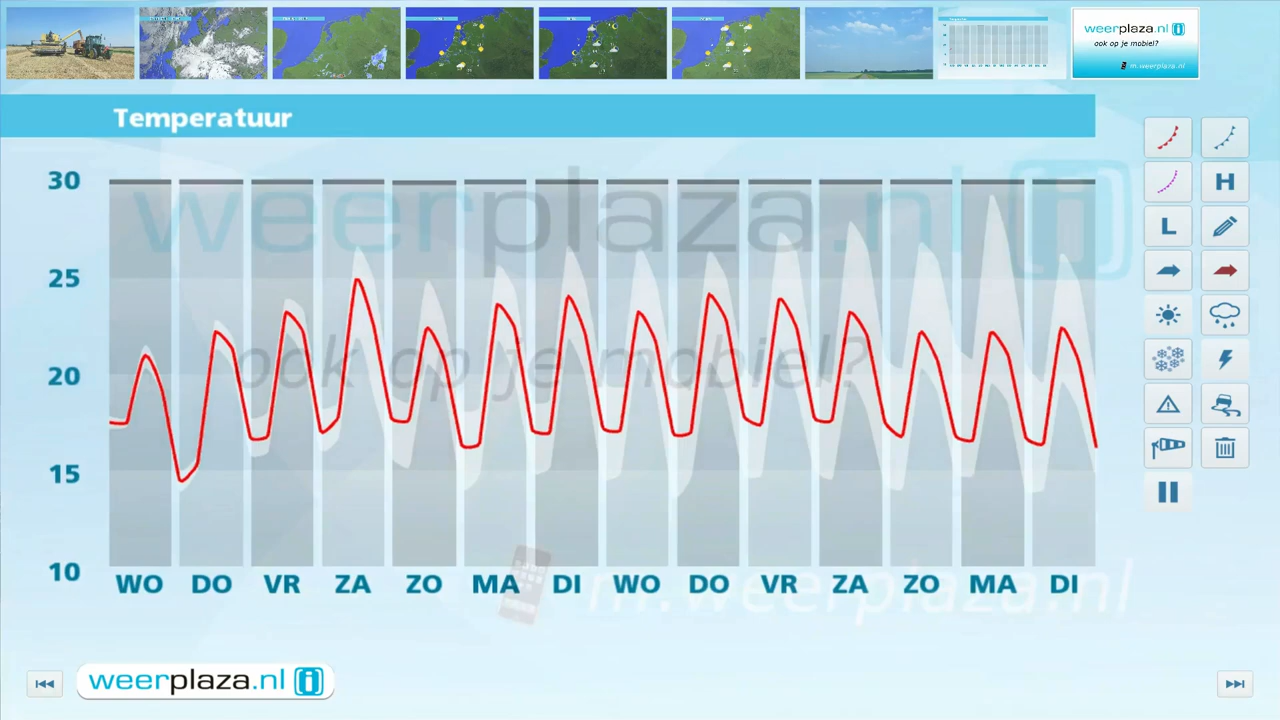 weerplaza.nl [i]
ook op je mobiel?
m.weerplaza.nl
Temperatuur
weerplaza.nl [i]
30
25
20
15
10
ook op je mobiel?
WO DO VR ZA ZO MA DI WO DO VR ZA ZO MA DI
m.weerplaza.nl
H
L
weerplaza.nl [i]